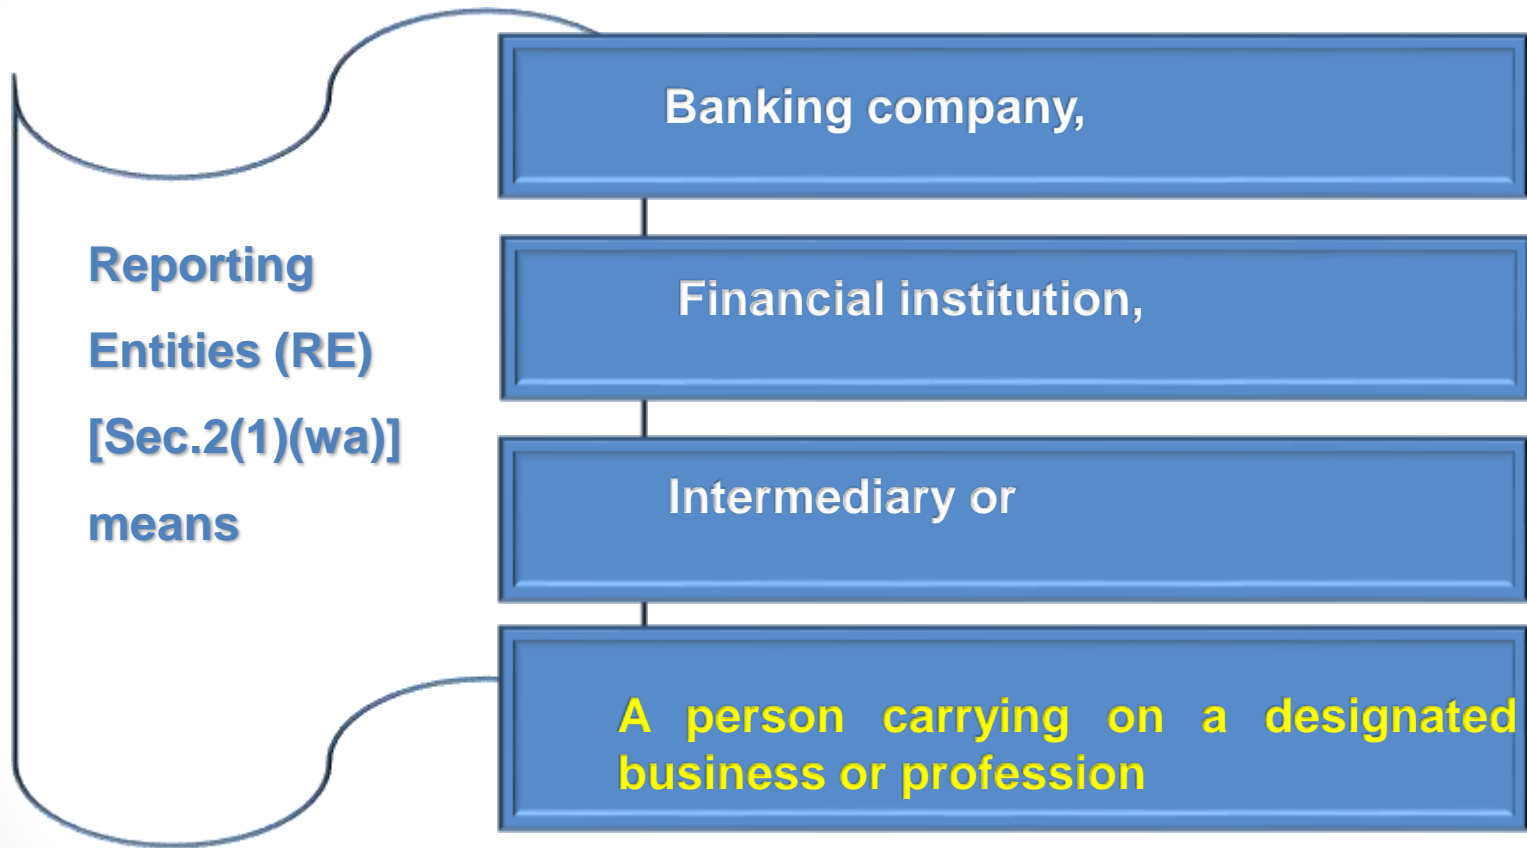 Reporting
Entities (RE)
[Sec.2(1)(wa)]
means
Banking company,
Financial institution,
Intermediary or
A person carrying on a designated
business or profession